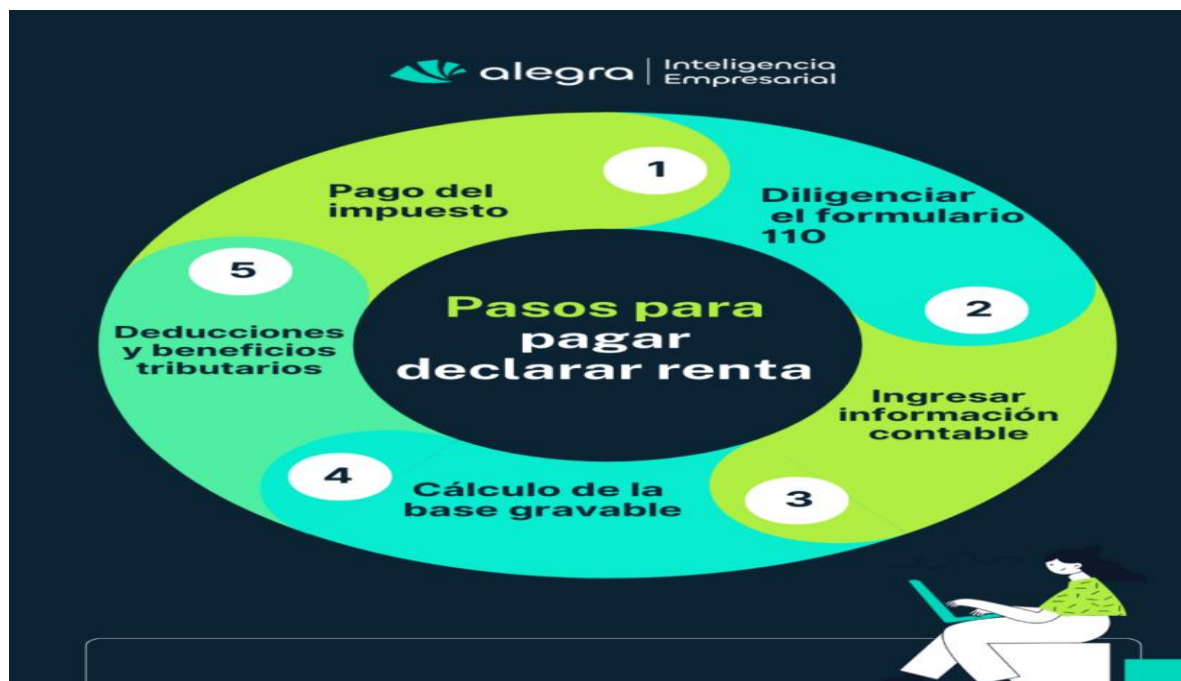 alegra
Inteligencia
Empresarial
Pasos para
pagar
declarar renta
1
Diligenciar
el formulario
110
2
Ingresar
información
contable
3
Cálculo de la
base gravable
4
Deducciones
y beneficios
tributarios
5
Pago del
impuesto